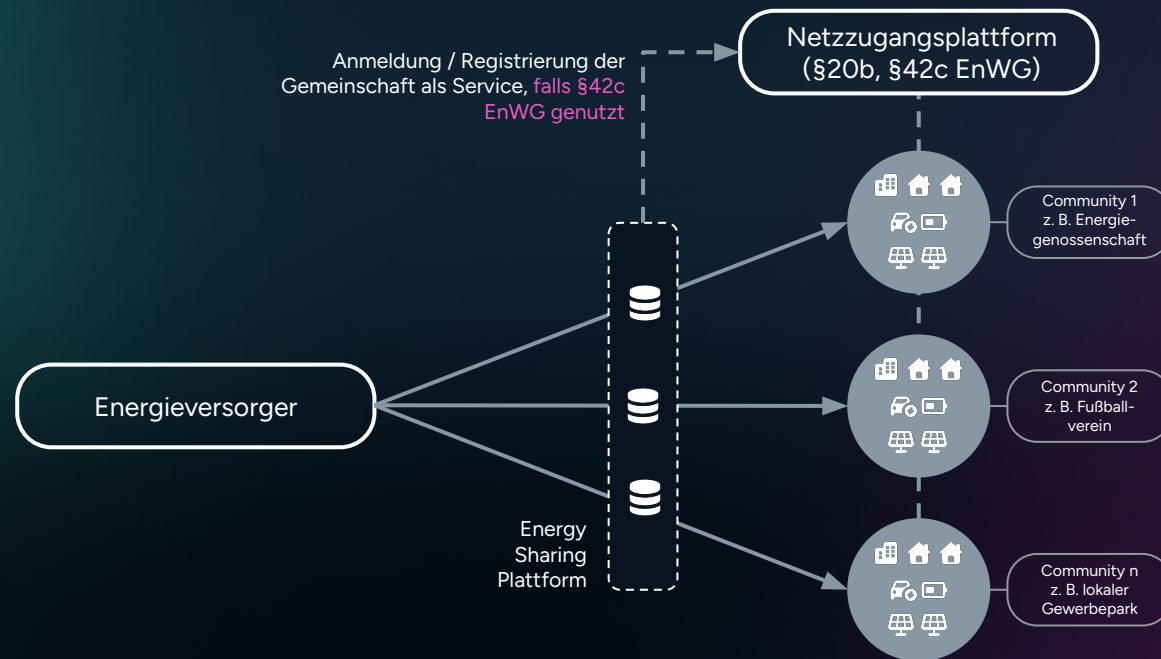 Netzzugangsplattform
(§20b, §42c EnWG)
Anmeldung / Registrierung der
Gemeinschaft als Service, falls §42c
EnWG genutzt
Community 1
z. B. Energie-
genossenschaft
Energieversorger
Community 2
z. B. Fußball-
verein
Energy
Sharing
Plattform
Community n
z. B. lokaler
Gewerbepark